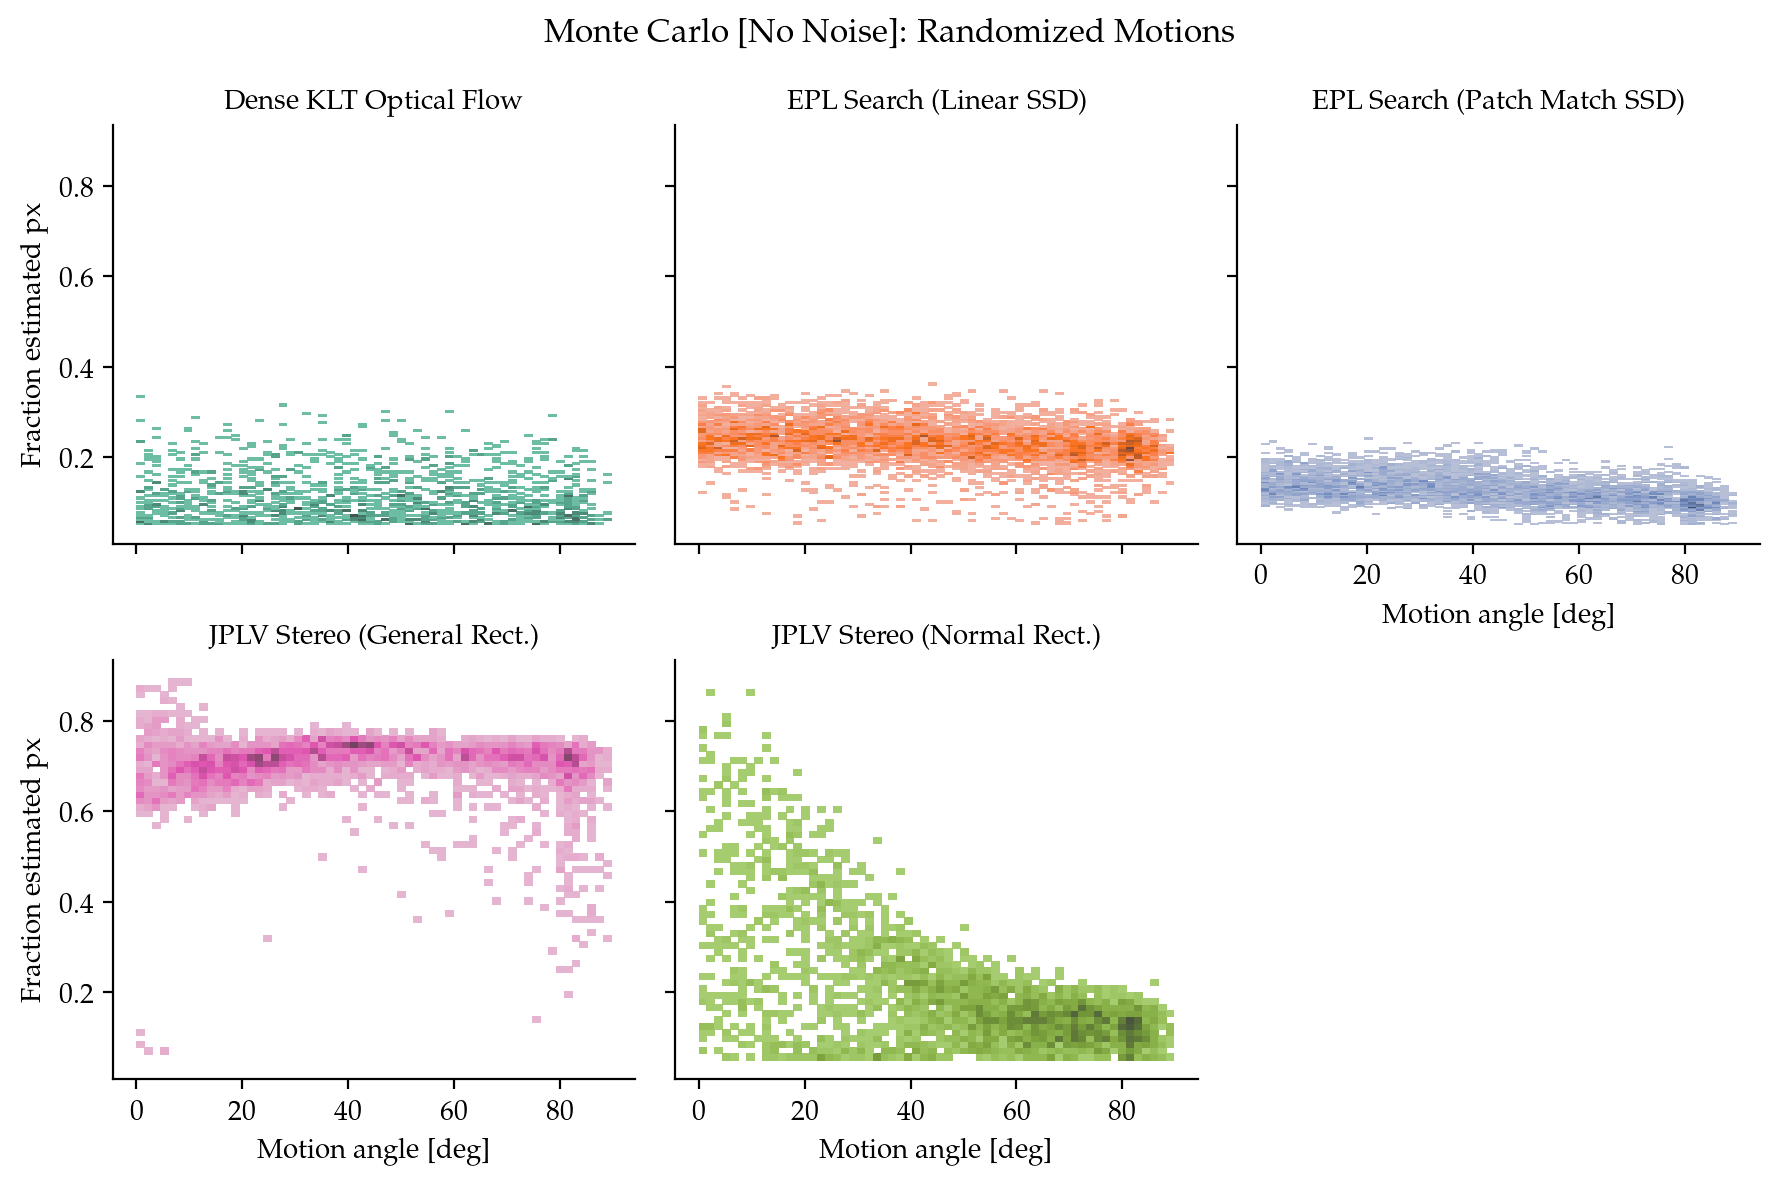 Monte Carlo [No Noise]: Randomized Motions
Dense KLT Optical Flow
EPL Search (Linear SSD)
EPL Search (Patch Match SSD)
Fraction estimated px
0.8
0.6
0.4
0.2
0 20 40 60 80
Motion angle [deg]
JPLV Stereo (General Rect.)
JPLV Stereo (Normal Rect.)
Fraction estimated px
0.8
0.6
0.4
0.2
0 20 40 60 80
Motion angle [deg]
0 20 40 60 80
Motion angle [deg]